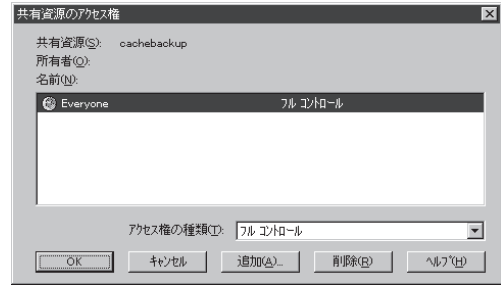 共有資源のアクセス権
共有資源(S): cachebackup
所有者(O):
名前(N):
Everyone フル コントロール
アクセス権の種類(T): フル コントロール
OK キャンセル 追加(A)... 削除(R) ヘルプ(H)